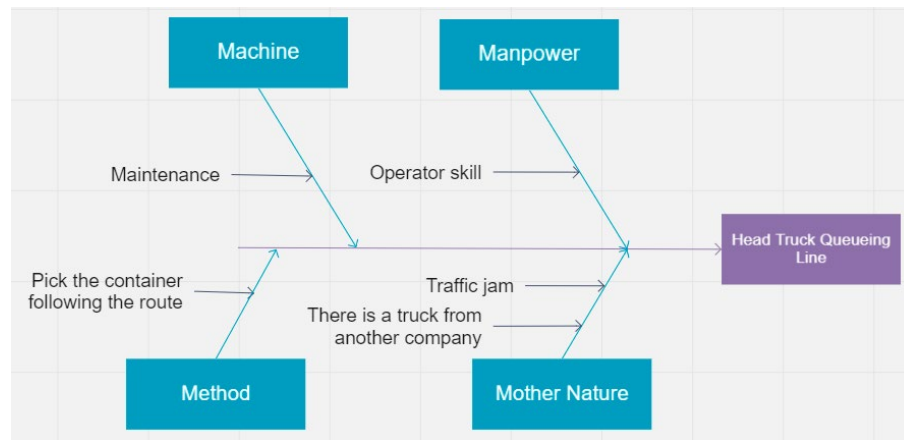 Machine
Manpower
Maintenance
Operator skill
Head Truck Queueing
Line
Pick the container
following the route
Traffic jam
There is a truck from
another company
Method
Mother Nature